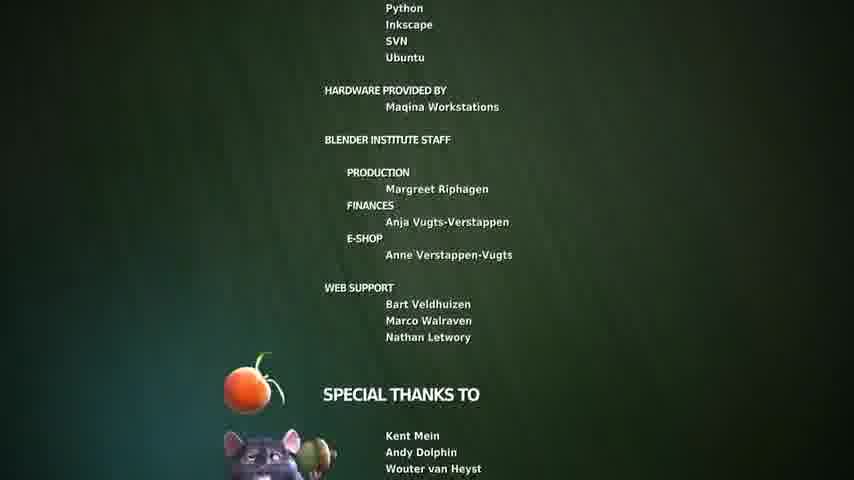 Python
Inkscape
SVN
Ubuntu
HARDWARE PROVIDED BY
Maqina Workstations
BLENDER INSTITUTE STAFF
PRODUCTION
Margreet Riphagen
FINANCES
Anja Vugts-Verstappen
E-SHOP
Anne Verstappen-Vugts
WEB SUPPORT
Bart Veldhuizen
Marco Walraven
Nathan Letwory
SPECIAL THANKS TO
Kent Mein
Andy Dolphin
Wouter van Heyst